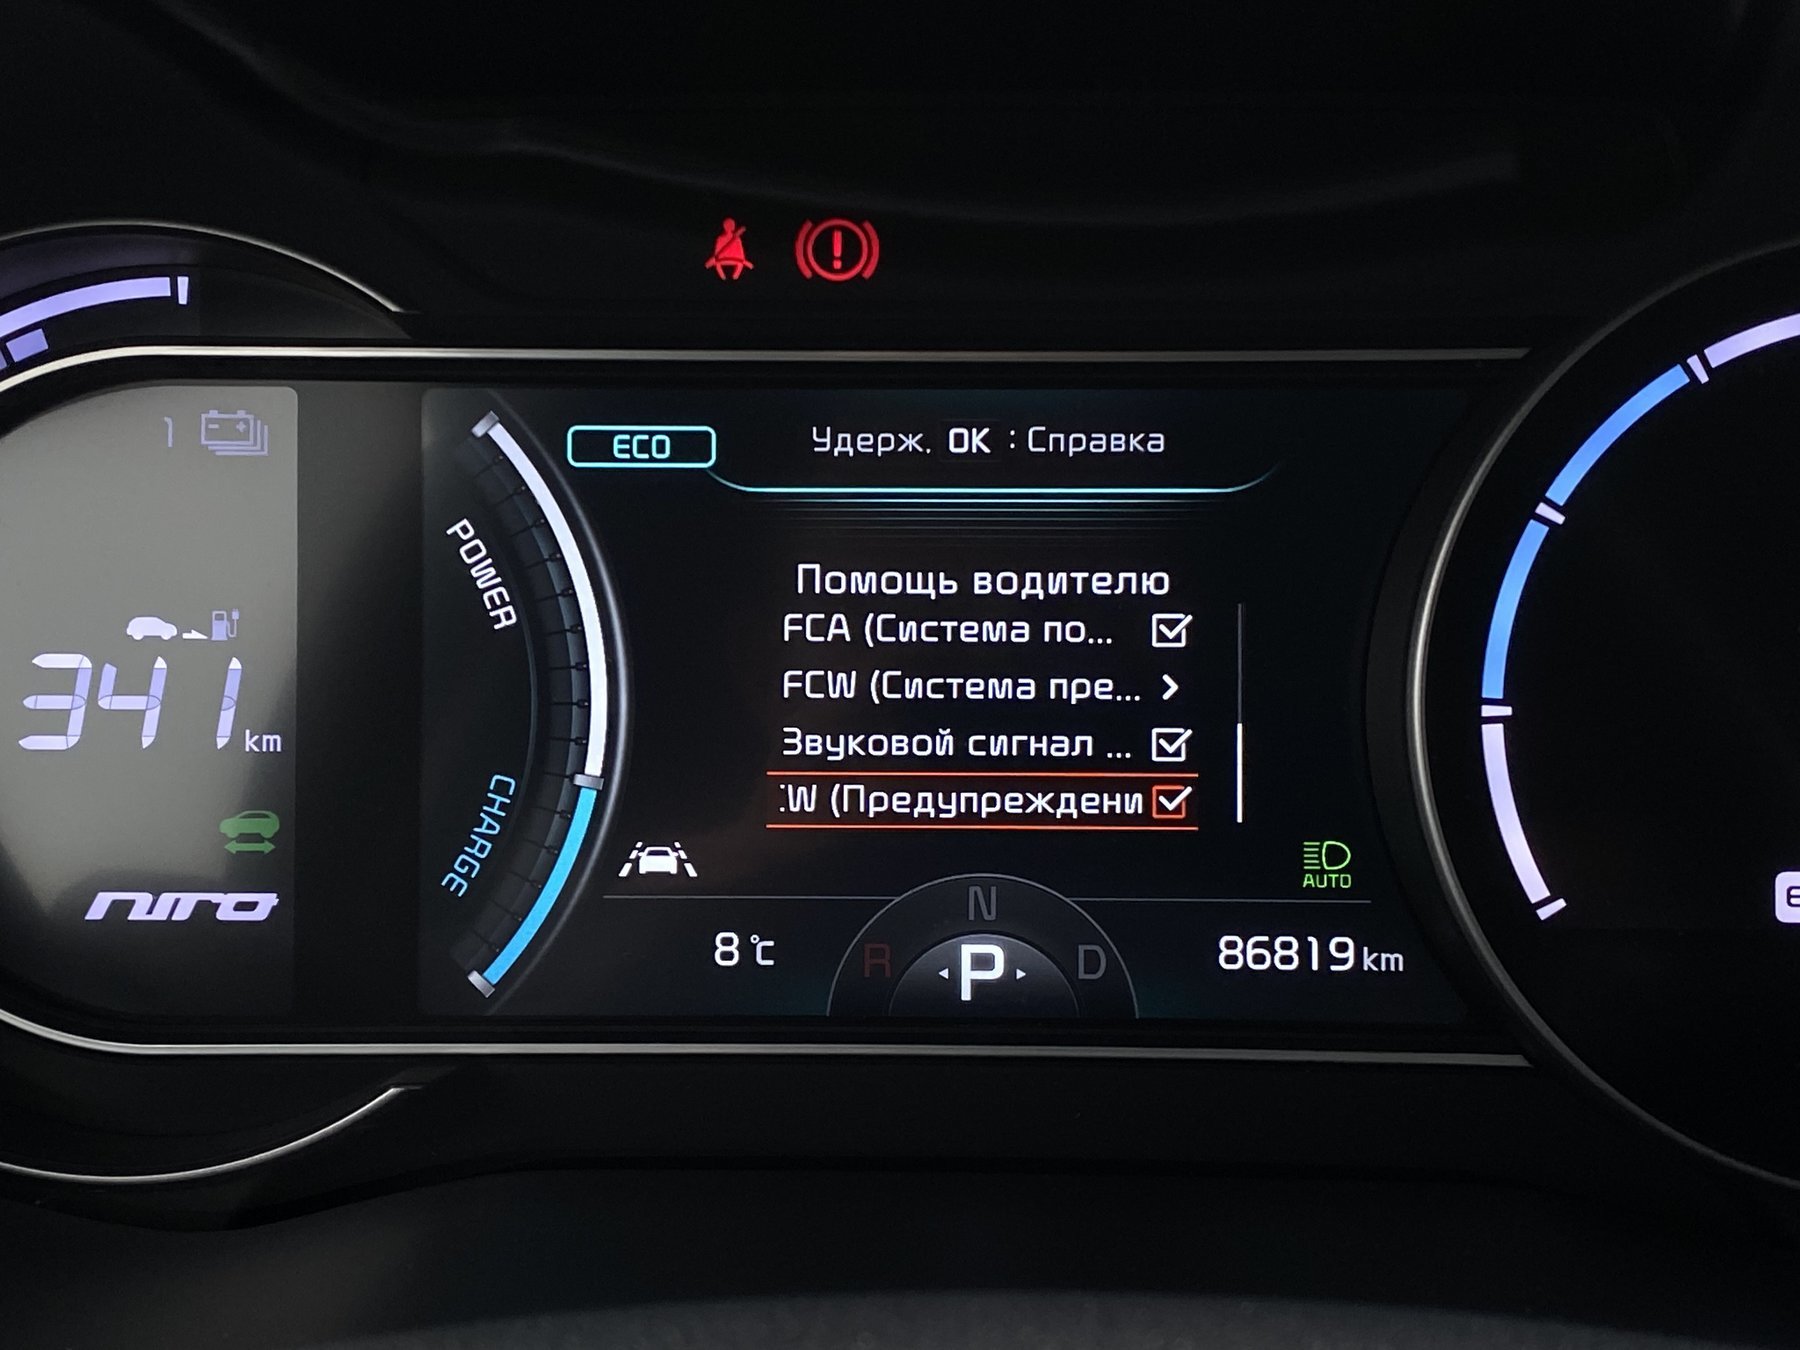 1
341 km
niro
POWER
CHARGE
ECO
Удерж. OK : Справка
Помощь водителю
FCA (Система по...
FCW (Система пре...
Звуковой сигнал ...
W (Предупреждени
AUTO
8°C
N
R
P
D
86819 km